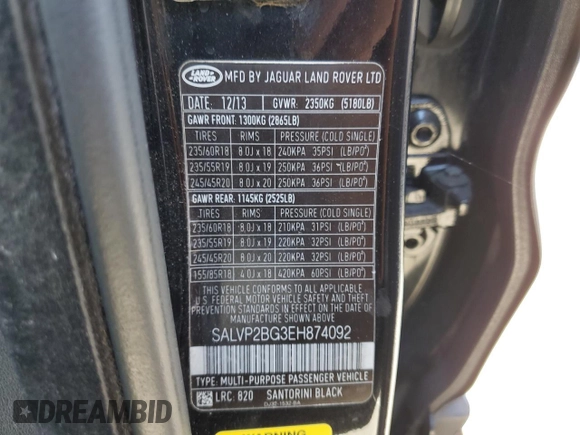 LAND ROVER
MFD BY JAGUAR LAND ROVER LTD
DATE: 12/13 GVWR: 2350KG (5180LB)
GAWR FRONT: 1300KG (2865LB)
TIRES RIMS PRESSURE (COLD SINGLE)
235/60R18 8.0J x 18 240KPA 35PSI (LB/PO²)
235/55R19 8.0J x 19 250KPA 36PSI (LB/PO²)
245/45R20 8.0J x 20 250KPA 36PSI (LB/PO²)
GAWR REAR: 1145KG (2525LB)
TIRES RIMS PRESSURE (COLD SINGLE)
235/60R18 8.0J x 18 210KPA 31PSI (LB/PO²)
235/55R19 8.0J x 19 220KPA 32PSI (LB/PO²)
245/45R20 8.0J x 20 220KPA 32PSI (LB/PO²)
155/85R18 4.0J x 18 420KPA 60PSI (LB/PO²)
THIS VEHICLE CONFORMS TO ALL APPLICABLE
U.S. FEDERAL MOTOR VEHICLE SAFETY AND THEFT
PREVENTION STANDARDS IN EFFECT ON THE DATE
OF MANUFACTURE SHOWN ABOVE.
SALVP2BG3EH874092
TYPE: MULTI-PURPOSE PASSENGER VEHICLE
LRC: 820 SANTORINI BLACK
WARNING
DREAMBID